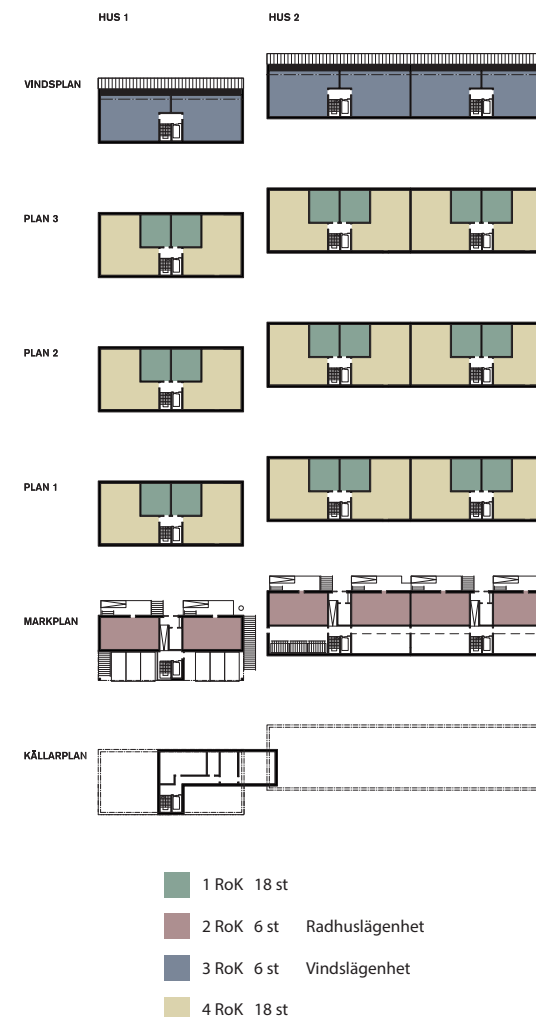 HUS 1 HUS 2
VINDSPLAN
PLAN 3
PLAN 2
PLAN 1
MARKPLAN
KÄLLARPLAN
1 RoK 18 st
2 RoK 6 st Radhuslägenhet
3 RoK 6 st Vindslägenhet
4 RoK 18 st